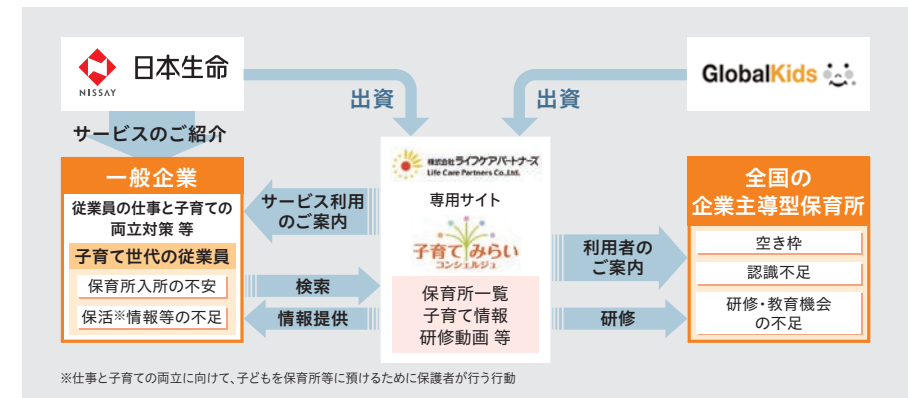 NISSAY
日本生命
出資
出資
GlobalKids
サービスのご紹介
一般企業
従業員の仕事と子育ての
両立対策 等
子育て世代の従業員
保育所入所の不安
保活※情報等の不足
サービス利用
のご案内
検索
情報提供
株式会社ライフケアパートナーズ
Life Care Partners Co.,Ltd.
専用サイト
子育てみらい
コンシェルジュ
保育所一覧
子育て情報
研修動画 等
利用者の
ご案内
研修
全国の
企業主導型保育所
空き枠
認識不足
研修・教育機会
の不足
※仕事と子育ての両立に向けて、子どもを保育所等に預けるために保護者が行う行動